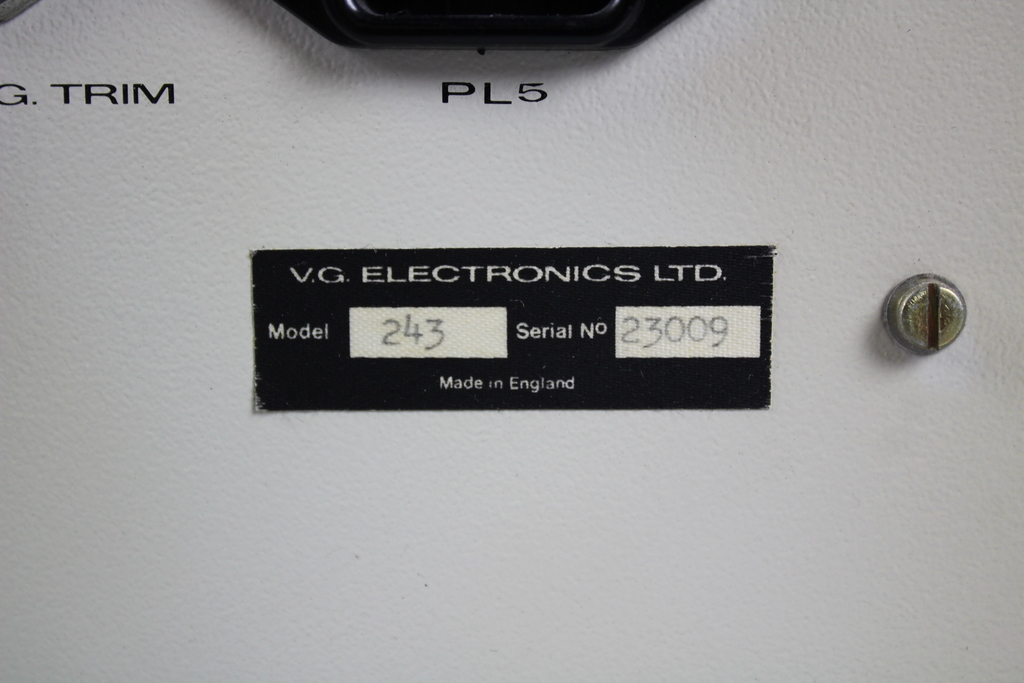 G. TRIM PL5
V.G. ELECTRONICS LTD.
Model 243 Serial Nº 23009
Made in England